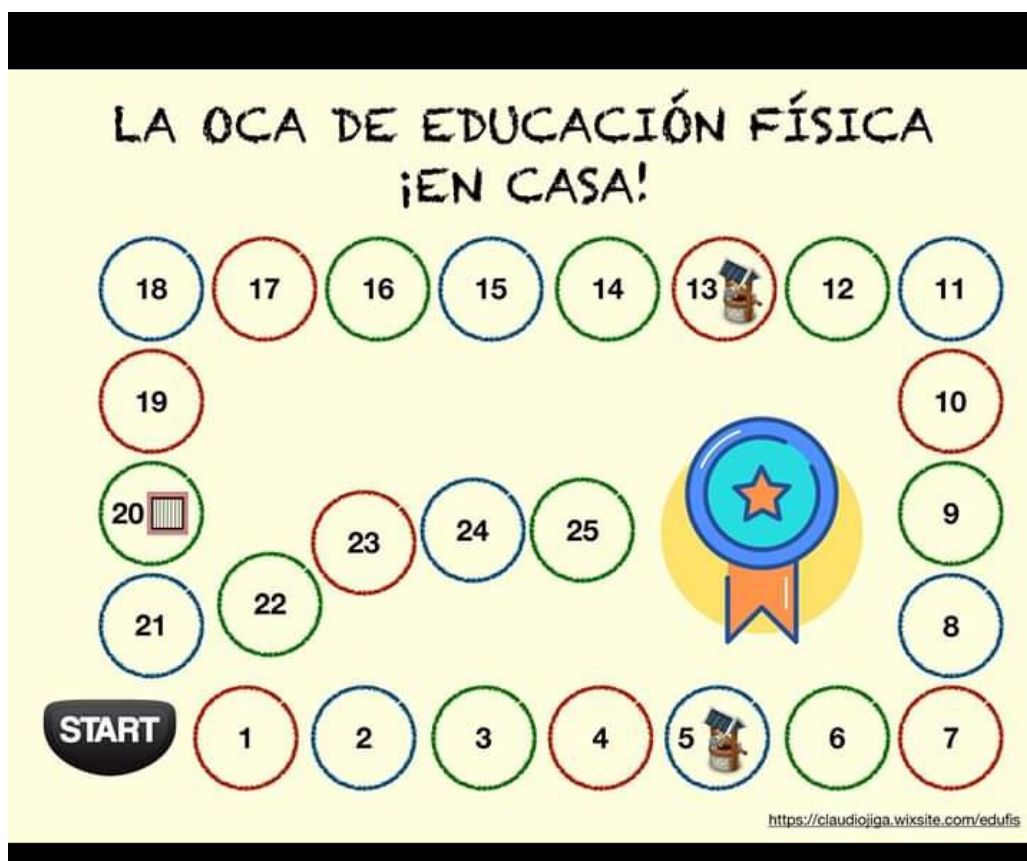 LA OCA DE EDUCACIÓN FÍSICA
¡EN CASA!
18 17 16 15 14 13 12 11
19 10
20 23 24 25 9
21 22 8
START 1 2 3 4 5 6 7
https://claudiojiga.wixsite.com/edufis